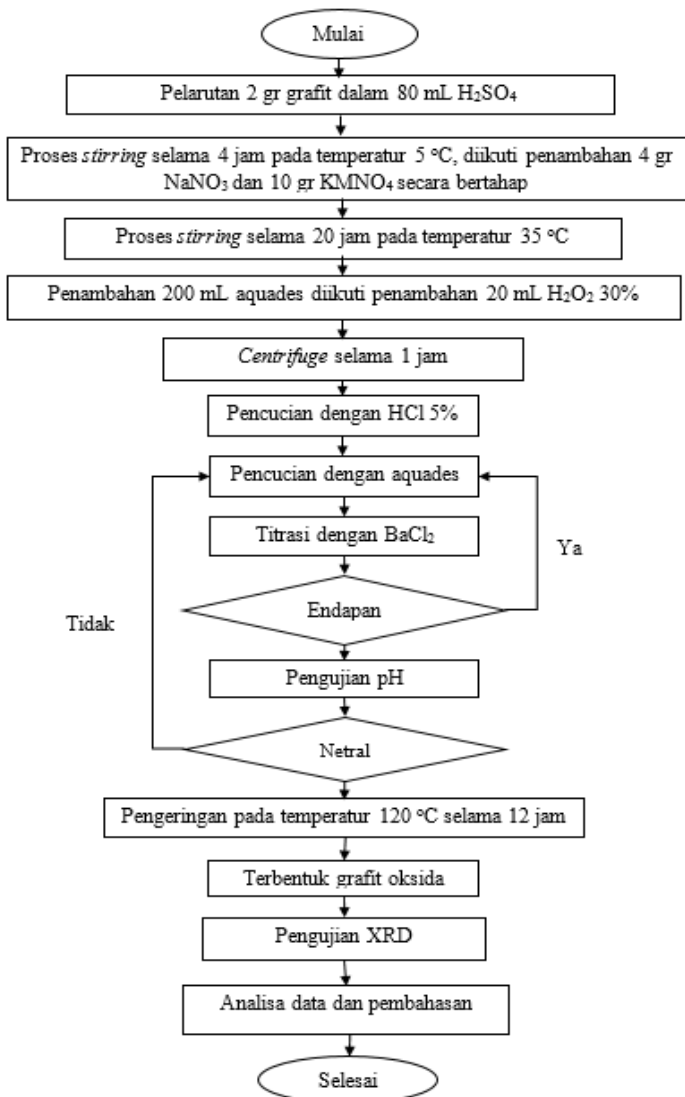 Mulai
Pelarutan 2 gr grafit dalam 80 mL H₂SO₄
Proses stirring selama 4 jam pada temperatur 5 °C, diikuti penambahan 4 gr
NaNO₃ dan 10 gr KMNO₄ secara bertahap
Proses stirring selama 20 jam pada temperatur 35 °C
Penambahan 200 mL aquades diikuti penambahan 20 mL H₂O₂ 30%
Centrifuge selama 1 jam
Pencucian dengan HCl 5%
Pencucian dengan aquades
Titrasi dengan BaCl₂
Ya
Endapan
Tidak
Pengujian pH
Netral
Pengeringan pada temperatur 120 °C selama 12 jam
Terbentuk grafit oksida
Pengujian XRD
Analisa data dan pembahasan
Selesai